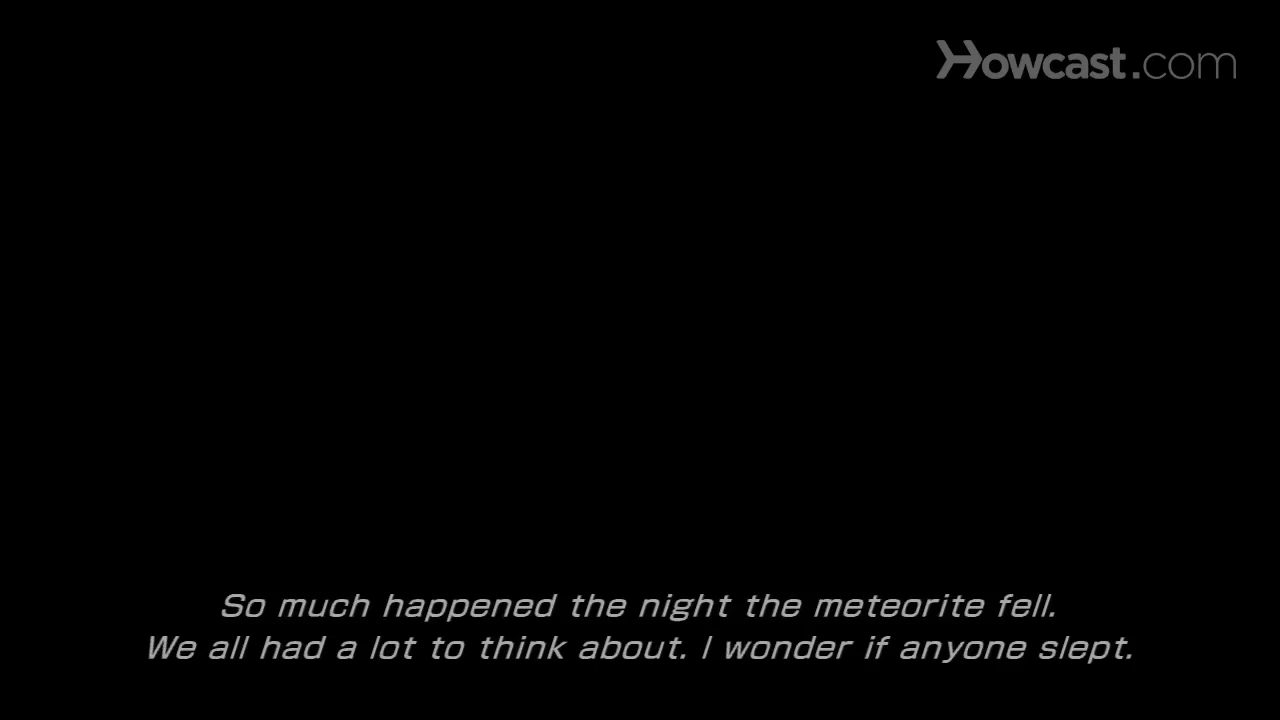 Howcast.com
So much happened the night the meteorite fell.
We all had a lot to think about. I wonder if anyone slept.